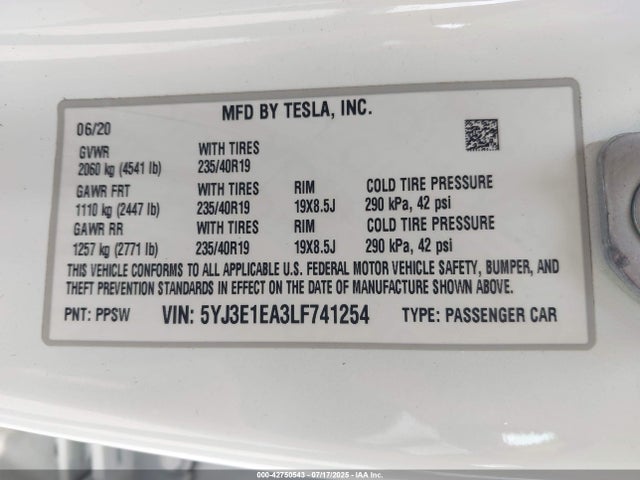 MFD BY TESLA, INC.
06/20
GVWR WITH TIRES
2060 kg (4541 lb) 235/40R19
GAWR FRT WITH TIRES RIM COLD TIRE PRESSURE
1110 kg (2447 lb) 235/40R19 19X8.5J 290 kPa, 42 psi
GAWR RR WITH TIRES RIM COLD TIRE PRESSURE
1257 kg (2771 lb) 235/40R19 19X8.5J 290 kPa, 42 psi
THIS VEHICLE CONFORMS TO ALL APPLICABLE U.S. FEDERAL MOTOR VEHICLE SAFETY, BUMPER, AND
THEFT PREVENTION STANDARDS IN EFFECT ON THE DATE OF MANUFACTURE SHOWN ABOVE.
PNT: PPSW VIN: 5YJ3E1EA3LF741254 TYPE: PASSENGER CAR
000-42750543 - 07/17/2025 - IAA Inc.